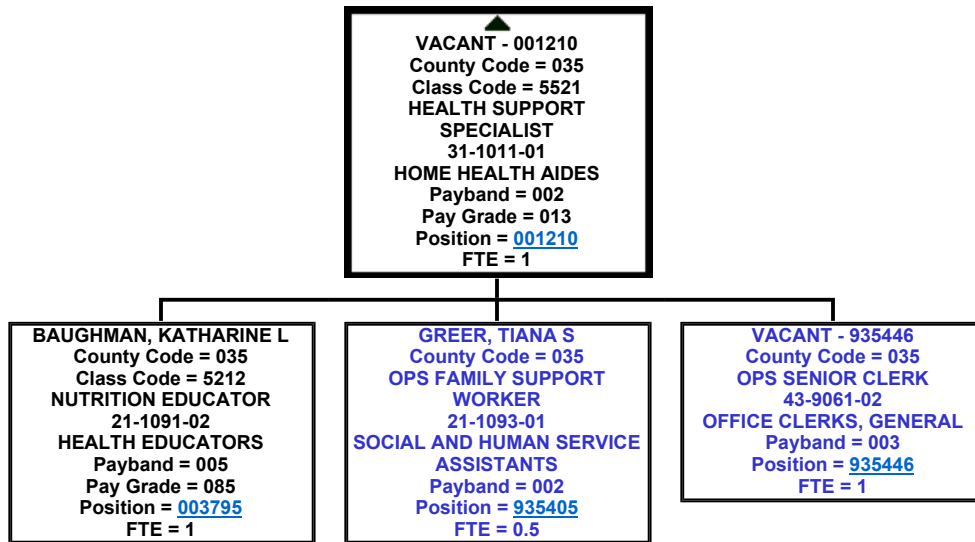 VACANT - 001210
County Code = 035
Class Code = 5521
HEALTH SUPPORT
SPECIALIST
31-1011-01
HOME HEALTH AIDES
Payband = 002
Pay Grade = 013
Position = 001210
FTE = 1
BAUGHMAN, KATHARINE L
County Code = 035
Class Code = 5212
NUTRITION EDUCATOR
21-1091-02
HEALTH EDUCATORS
Payband = 005
Pay Grade = 085
Position = 003795
FTE = 1
GREER, TIANA S
County Code = 035
OPS FAMILY SUPPORT
WORKER
21-1093-01
SOCIAL AND HUMAN SERVICE
ASSISTANTS
Payband = 002
Position = 935405
FTE = 0.5
VACANT - 935446
County Code = 035
OPS SENIOR CLERK
43-9061-02
OFFICE CLERKS, GENERAL
Payband = 003
Position = 935446
FTE = 1